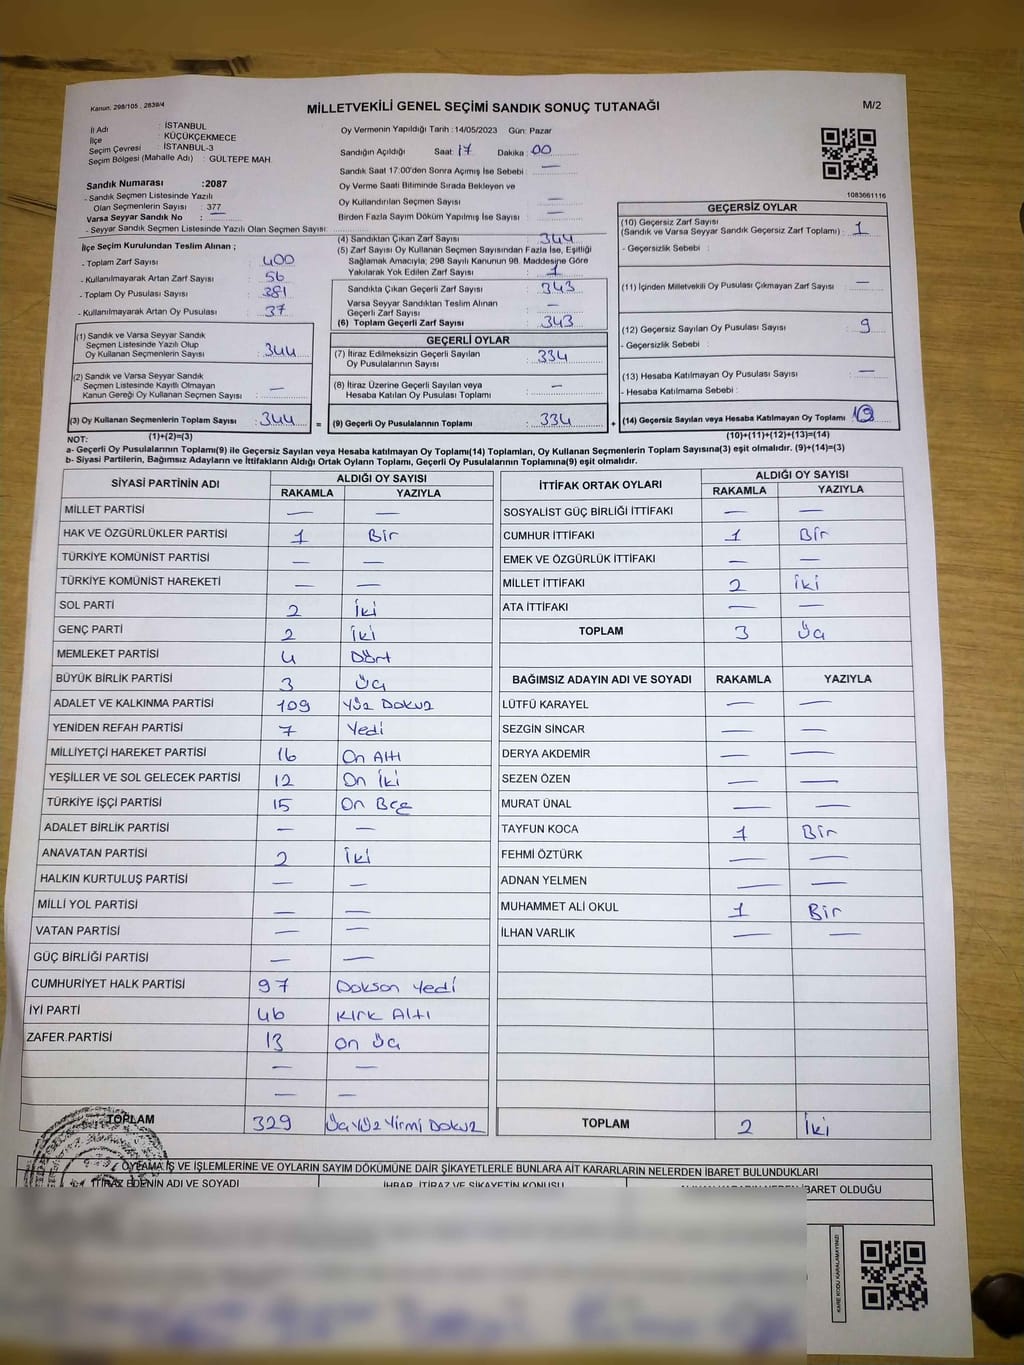 Kanun. 298/105 , 2839/4
MİLLETVEKİLİ GENEL SEÇİMİ SANDIK SONUÇ TUTANAĞI
M/2
İl Adı : İSTANBUL
İlçe : KÜÇÜKÇEKMECE
Seçim Çevresi : İSTANBUL-3
Seçim Bölgesi (Mahalle Adı) : GÜLTEPE MAH.
Sandık Numarası :2087
- Sandık Seçmen Listesinde Yazılı
Olan Seçmenlerin Sayısı : 377
Varsa Seyyar Sandık No : —
- Seyyar Sandık Seçmen Listesinde Yazılı Olan Seçmen Sayısı:
Oy Vermenin Yapıldığı Tarih : 14/05/2023 Gün: Pazar
Sandığın Açıldığı Saat: 17 Dakika : 00
Sandık Saat 17.00'den Sonra Açımış İse Sebebi : —
Oy Verme Saati Bitiminde Sırada Bekleyen ve
Oy Kullandırılan Seçmen Sayısı : —
Birden Fazla Sayım Döküm Yapılmış İse Sayısı : —
1083661116
İlçe Seçim Kurulundan Teslim Alınan ;
- Toplam Zarf Sayısı : 400
- Kullanılmayarak Artan Zarf Sayısı : 56
- Toplam Oy Pusulası Sayısı : 381
- Kullanılmayarak Artan Oy Pusulası : 37
(1) Sandık ve Varsa Seyyar Sandık
Seçmen Listesinde Yazılı Olup
Oy Kullanan Seçmenlerin Sayısı : 344
(2) Sandık ve Varsa Seyyar Sandık
Seçmen Listesinde Kayıtlı Olmayan
Kanun Gereği Oy Kullanan Seçmen Sayısı : —
(3) Oy Kullanan Seçmenlerin Toplam Sayısı : 344
(4) Sandıktan Çıkan Zarf Sayısı : 344
(5) Zarf Sayısı Oy Kullanan Seçmen Sayısından Fazla İse, Eşitliği
Sağlamak Amacıyla; 298 Sayılı Kanunun 98. Maddesine Göre
Yakılarak Yok Edilen Zarf Sayısı : 1
Sandıkta Çıkan Geçerli Zarf Sayısı : 343
Varsa Seyyar Sandıktan Teslim Alınan
Geçerli Zarf Sayısı : —
(6) Toplam Geçerli Zarf Sayısı : 343
GEÇERLİ OYLAR
(7) İtiraz Edilmeksizin Geçerli Sayılan
Oy Pusulalarının Sayısı : 334
(8) İtiraz Üzerine Geçerli Sayılan veya
Hesaba Katılan Oy Pusulası Toplamı : —
= (9) Geçerli Oy Pusulalarının Toplamı : 334 +
GEÇERSİZ OYLAR
(10) Geçersiz Zarf Sayısı
(Sandık ve Varsa Seyyar Sandık Geçersiz Zarf Toplamı) : 1
- Geçersizlik Sebebi :
(11) İçinden Milletvekili Oy Pusulası Çıkmayan Zarf Sayısı : —
(12) Geçersiz Sayılan Oy Pusulası Sayısı : 9
- Geçersizlik Sebebi :
(13) Hesaba Katılmayan Oy Pusulası Sayısı : —
- Hesaba Katılmama Sebebi :
(14) Geçersiz Sayılan veya Hesaba Katılmayan Oy Toplamı : 10
NOT: (1)+(2)=(3) (10)+(11)+(12)+(13)=(14)
a- Geçerli Oy Pusulalarının Toplamı(9) ile Geçersiz Sayılan veya Hesaba katılmayan Oy Toplamı(14) Toplamları, Oy Kullanan Seçmenlerin Toplam Sayısına(3) eşit olmalıdır. (9)+(14)=(3)
b- Siyasi Partilerin, Bağımsız Adayların ve İttifakların Aldığı Ortak Oyların Toplamı, Geçerli Oy Pusulalarının Toplamına(9) eşit olmalıdır.
SİYASİ PARTİNİN ADI ALDIĞI OY SAYISI
RAKAMLA YAZIYLA
MİLLET PARTİSİ — —
HAK VE ÖZGÜRLÜKLER PARTİSİ 1 Bir
TÜRKİYE KOMÜNİST PARTİSİ — —
TÜRKİYE KOMÜNİST HAREKETİ — —
SOL PARTİ 2 İki
GENÇ PARTİ 2 İki
MEMLEKET PARTİSİ 4 Dört
BÜYÜK BİRLİK PARTİSİ 3 Üç
ADALET VE KALKINMA PARTİSİ 109 Yüz Dokuz
YENİDEN REFAH PARTİSİ 7 Yedi
MİLLİYETÇİ HAREKET PARTİSİ 16 On Altı
YEŞİLLER VE SOL GELECEK PARTİSİ 12 On İki
TÜRKİYE İŞÇİ PARTİSİ 15 On Beş
ADALET BİRLİK PARTİSİ — —
ANAVATAN PARTİSİ 2 İki
HALKIN KURTULUŞ PARTİSİ — —
MİLLİ YOL PARTİSİ — —
VATAN PARTİSİ — —
GÜÇ BİRLİĞİ PARTİSİ — —
CUMHURİYET HALK PARTİSİ 97 Dokson Yedi
İYİ PARTİ 46 Kırk Altı
ZAFER PARTİSİ 13 On Üç
— —
— —
TOPLAM 329 Üç Yüz Yirmi Dokuz
İTTİFAK ORTAK OYLARI ALDIĞI OY SAYISI
RAKAMLA YAZIYLA
SOSYALİST GÜÇ BİRLİĞİ İTTİFAKI — —
CUMHUR İTTİFAKI 1 Bir
EMEK VE ÖZGÜRLÜK İTTİFAKI — —
MİLLET İTTİFAKI 2 İki
ATA İTTİFAKI — —
TOPLAM 3 Üç
BAĞIMSIZ ADAYIN ADI VE SOYADI RAKAMLA YAZIYLA
LÜTFÜ KARAYEL — —
SEZGİN SİNCAR — —
DERYA AKDEMİR — —
SEZEN ÖZEN — —
MURAT ÜNAL — —
TAYFUN KOCA 1 Bir
FEHMİ ÖZTÜRK — —
ADNAN YELMEN — —
MUHAMMET ALİ OKUL 1 Bir
İLHAN VARLIK — —
TOPLAM 2 İki
OYLAMA İŞ VE İŞLEMLERİNE VE OYLARIN SAYIM DÖKÜMÜNE DAİR ŞİKAYETLERLE BUNLARA AİT KARARLARIN NELERDEN İBARET BULUNDUKLARI
İTİRAZ EDENİN ADI VE SOYADI İHBAR, İTİRAZ VE ŞİKAYETİN KONUSU ALINAN KARARIN NEDEN İBARET OLDUĞU
KARE KODU KARALAMAYINIZ!